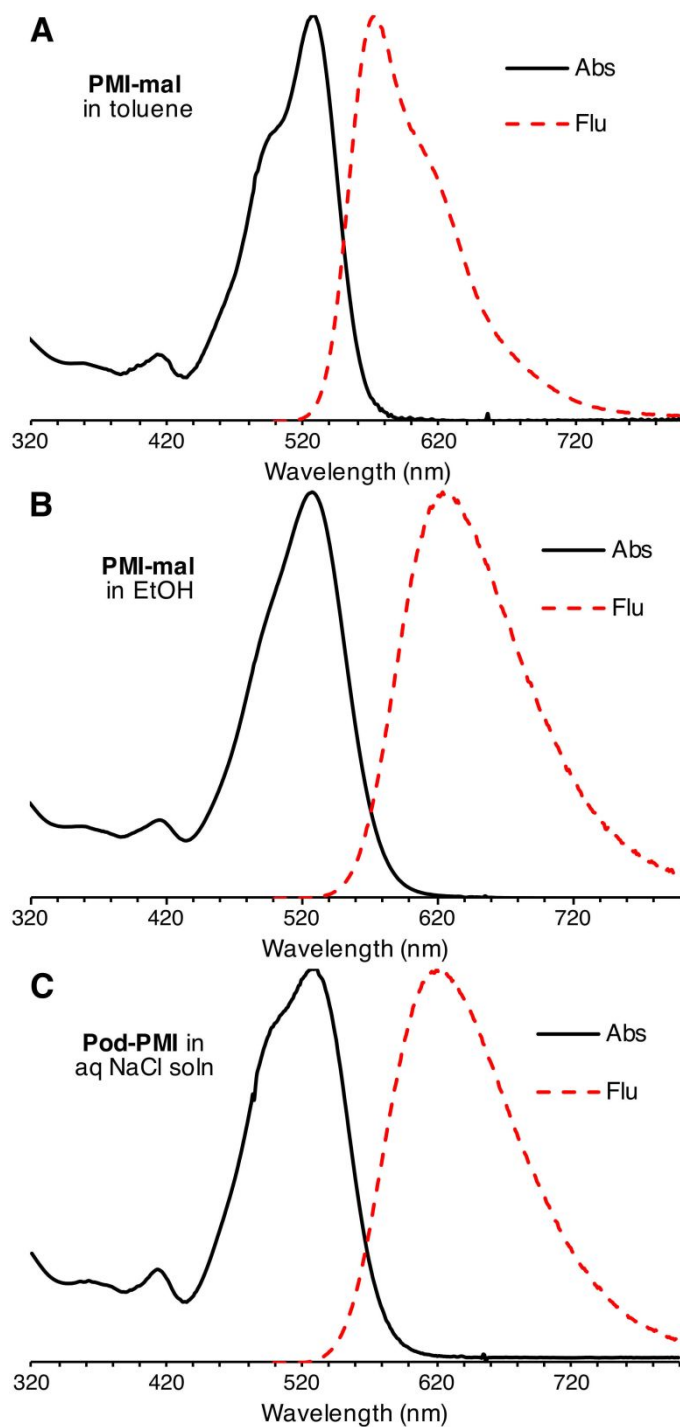 A
PMI-mal
in toluene
Abs
Flu
320 420 520 620 720
Wavelength (nm)
B
PMI-mal
in EtOH
Abs
Flu
320 420 520 620 720
Wavelength (nm)
C
Pod-PMI in
aq NaCl soln
Abs
Flu
320 420 520 620 720
Wavelength (nm)